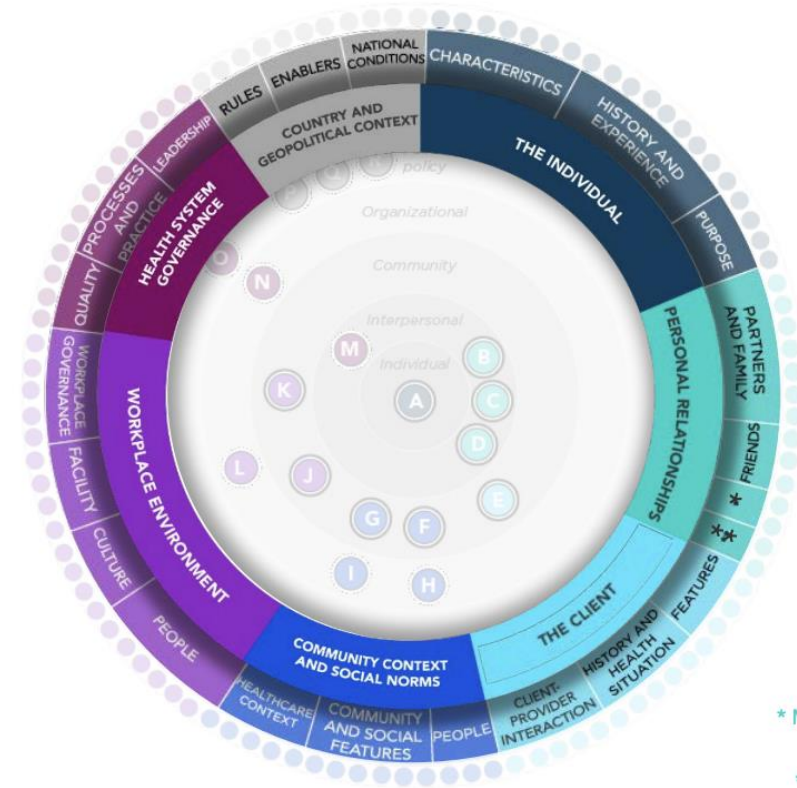 NATIONAL
CONDITIONS
ENABLERS
RULES
CHARACTERISTICS
HISTORY AND
EXPERIENCE
PURPOSE
COUNTRY AND
GEOPOLITICAL CONTEXT
THE INDIVIDUAL
PARTNERS
AND FAMILY
FRIENDS
*
**
PERSONAL RELATIONSHIPS
FEATURES
HISTORY AND
HEALTH
SITUATION
CLIENT-
PROVIDER
INTERACTION
THE CLIENT
PEOPLE
COMMUNITY
AND SOCIAL
FEATURES
HEALTHCARE
CONTEXT
COMMUNITY CONTEXT
AND SOCIAL NORMS
PEOPLE
CULTURE
FACILITY
WORKPLACE
GOVERNANCE
WORKPLACE ENVIRONMENT
QUALITY
PROCESSES
AND
PRACTICE
LEADERSHIP
HEALTH SYSTEM
GOVERNANCE
policy
Organizational
Community
Interpersonal
Individual
P
Q
R
O
N
M
B
K
A
C
D
L
J
E
G
F
I
H
*